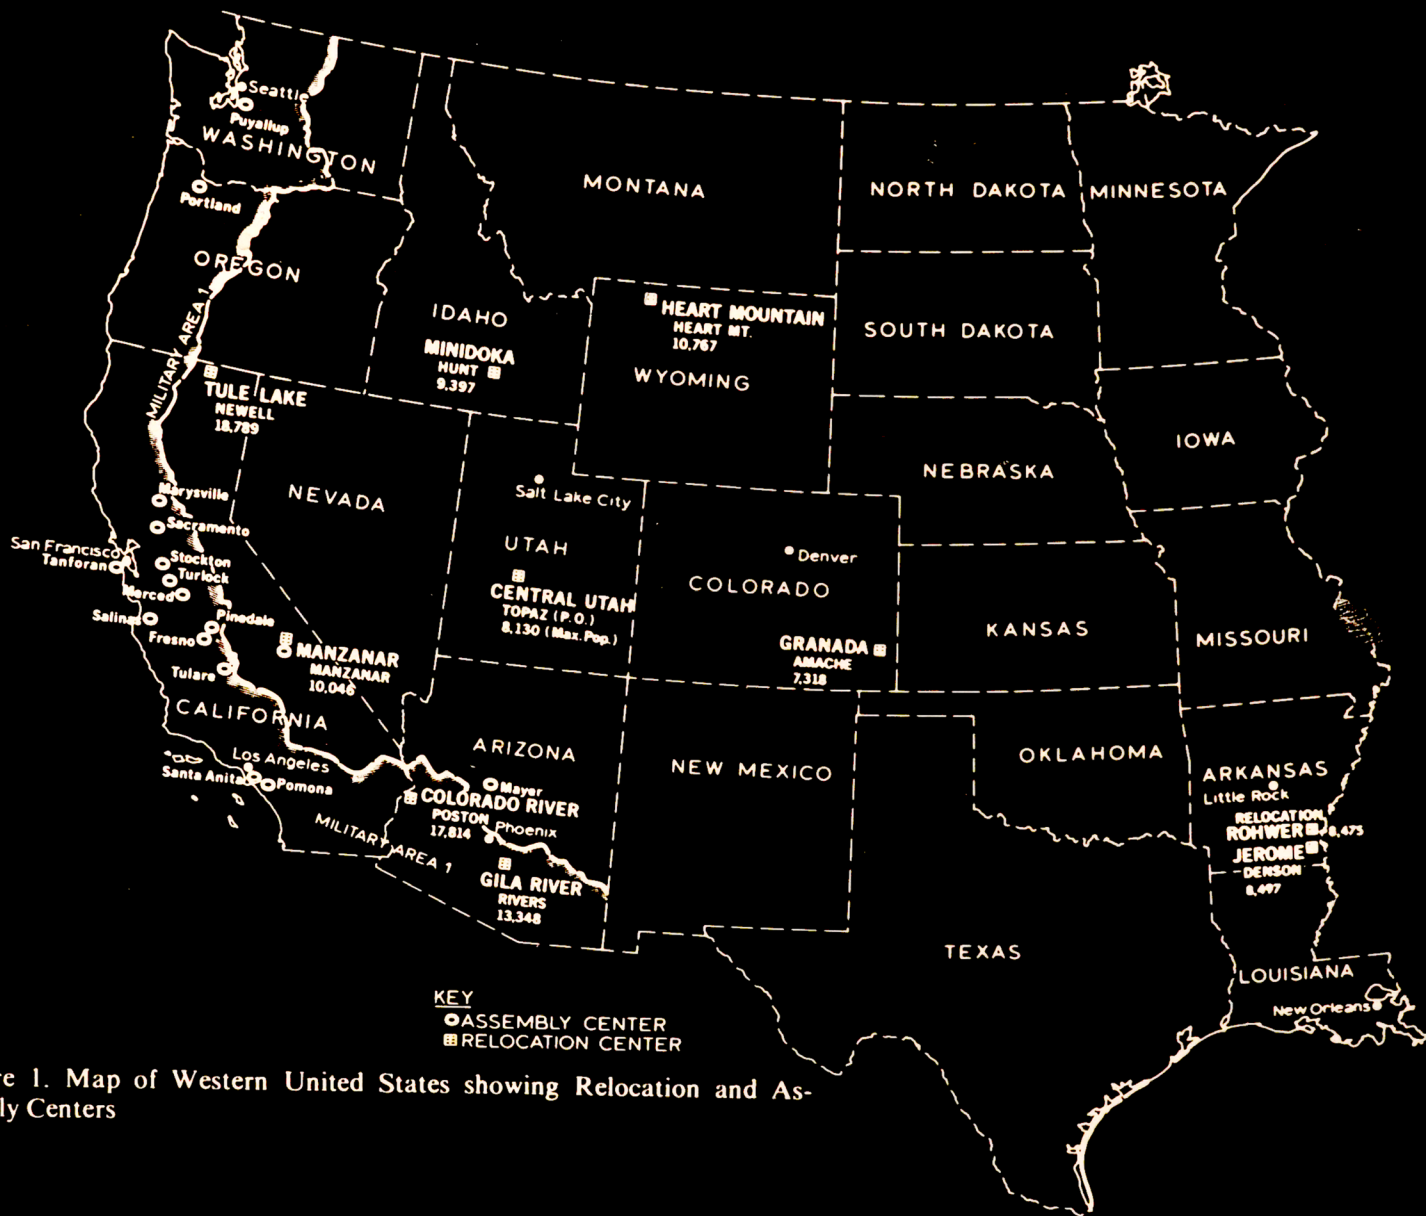 Seattle
Puyallup
WASHINGTON
Portland
OREGON
MILITARY AREA 1
MONTANA
NORTH DAKOTA
MINNESOTA
IDAHO
MINIDOKA
HUNT
9,397
HEART MOUNTAIN
HEART MT.
10,767
WYOMING
SOUTH DAKOTA
TULE LAKE
NEWELL
18,789
NEVADA
Salt Lake City
UTAH
CENTRAL UTAH
TOPAZ (P.O.)
8,130 (Max. Pop.)
NEBRASKA
IOWA
Denver
COLORADO
GRANADA
AMACHE
7,318
KANSAS
MISSOURI
Marysville
Sacramento
San Francisco
Tanforan
Stockton
Turlock
Merced
Salinas
Pinedale
Fresno
MANZANAR
MANZANAR
10,046
Tulare
CALIFORNIA
Los Angeles
Santa Anita
Pomona
MILITARY AREA 1
ARIZONA
Mayer
COLORADO RIVER
POSTON
17,814
Phoenix
GILA RIVER
RIVERS
13,348
NEW MEXICO
OKLAHOMA
ARKANSAS
Little Rock
RELOCATION
ROHWER 8,475
JEROME
DENSON
8,497
TEXAS
LOUISIANA
New Orleans
KEY
ASSEMBLY CENTER
RELOCATION CENTER
re 1. Map of Western United States showing Relocation and As-
ly Centers